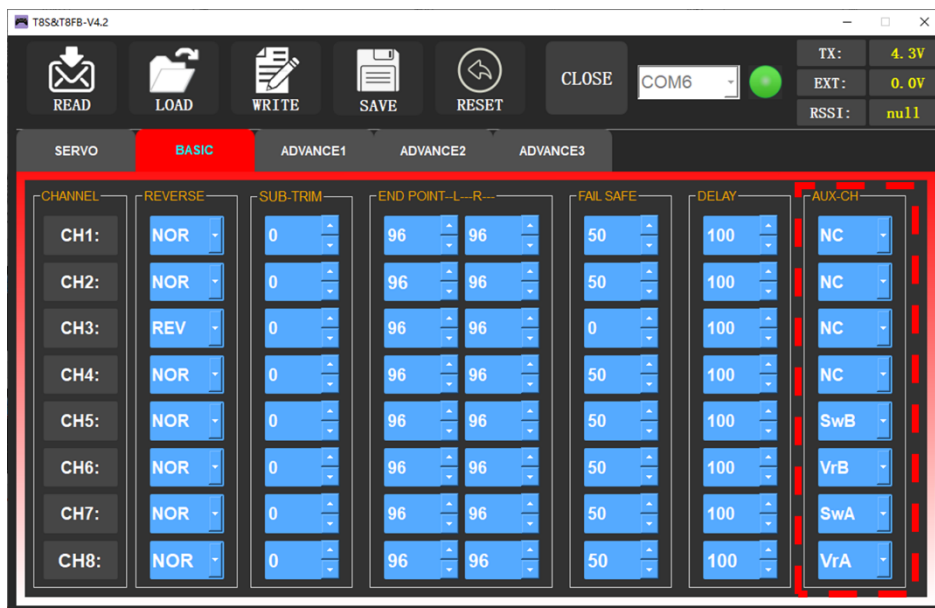 T8S&T8FB-V4.2
READ LOAD WRITE SAVE RESET CLOSE COM6
TX: 4.3V
EXT: 0.0V
RSSI: null
SERVO BASIC ADVANCE1 ADVANCE2 ADVANCE3
CHANNEL REVERSE SUB-TRIM END POINT--L---R--- FAIL SAFE DELAY AUX-CH
CH1: NOR 0 96 96 50 100 NC
CH2: NOR 0 96 96 50 100 NC
CH3: REV 0 96 96 0 100 NC
CH4: NOR 0 96 96 50 100 NC
CH5: NOR 0 96 96 50 100 SwB
CH6: NOR 0 96 96 50 100 VrB
CH7: NOR 0 96 96 50 100 SwA
CH8: NOR 0 96 96 50 100 VrA